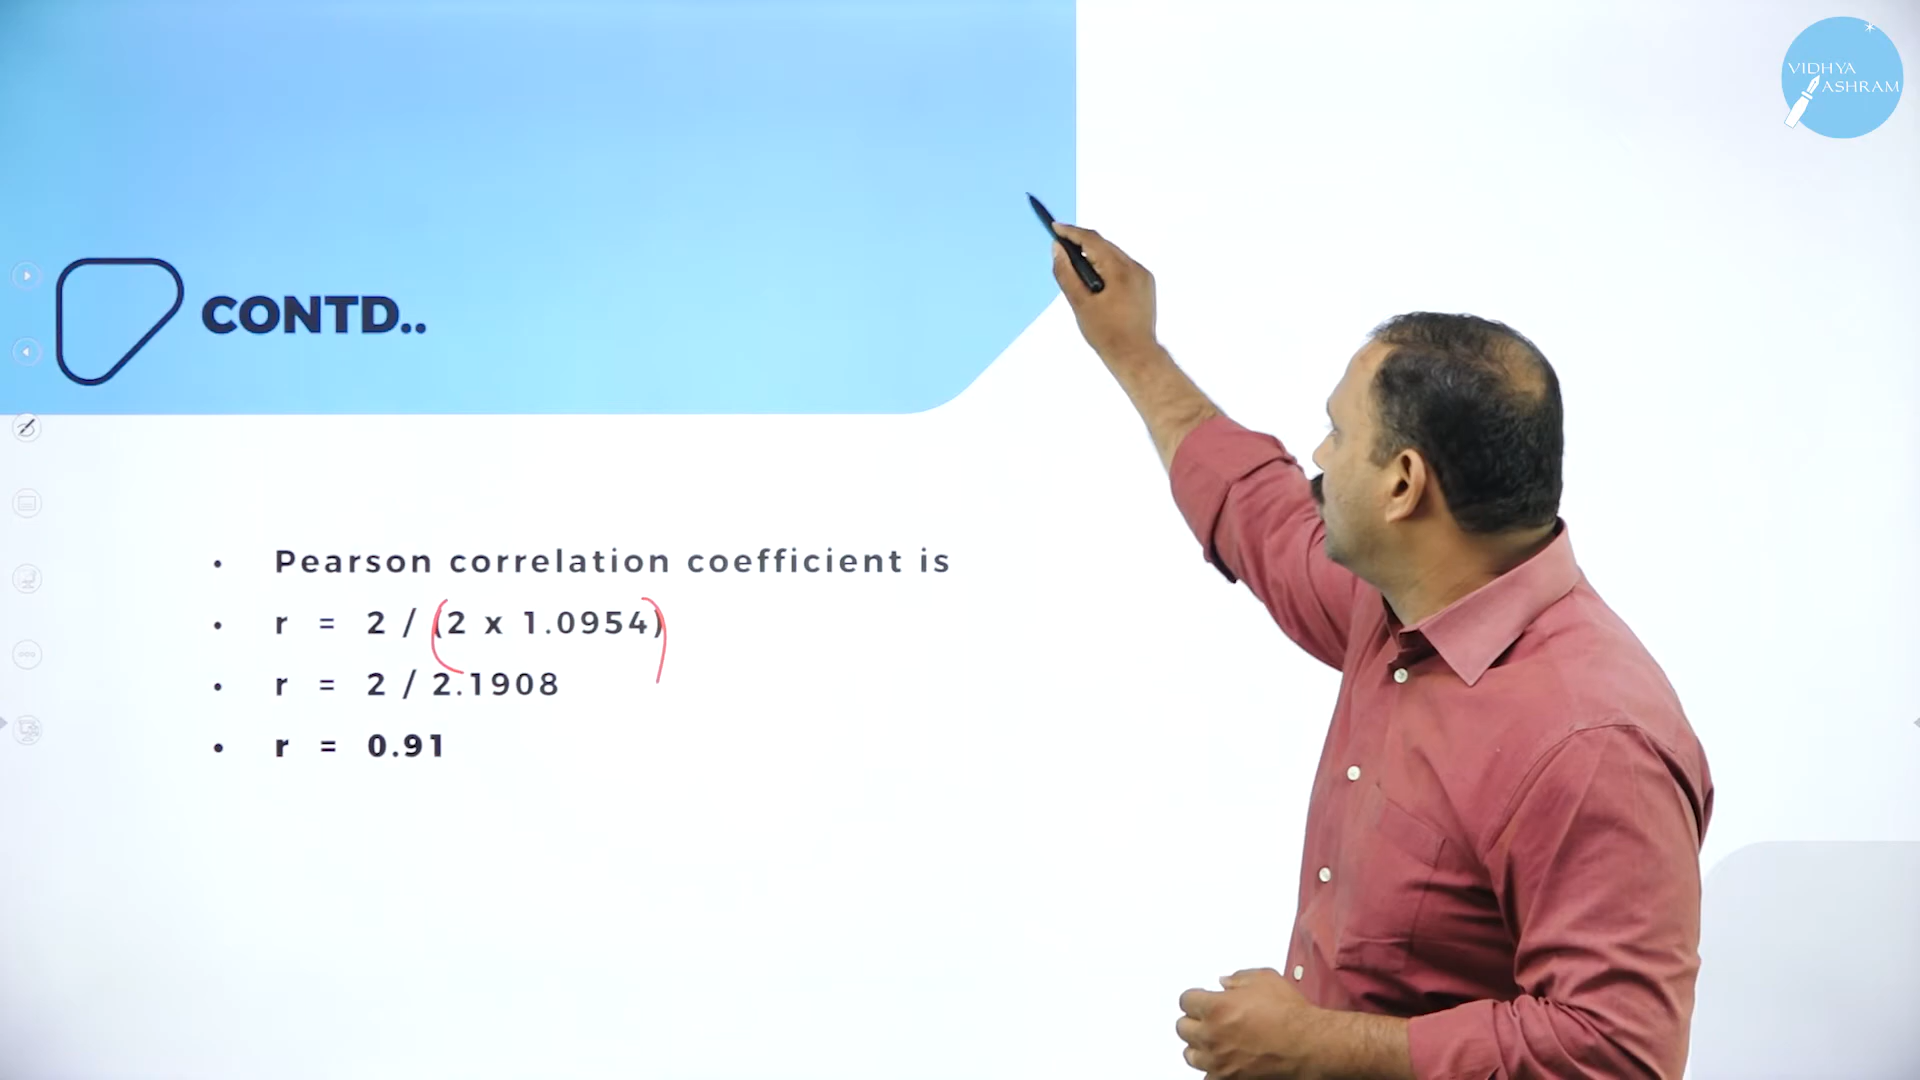 VIDHYA
ASHRAM
CONTD..
• Pearson correlation coefficient is
• r = 2 / (2 x 1.0954)
• r = 2 / 2.1908
• r = 0.91